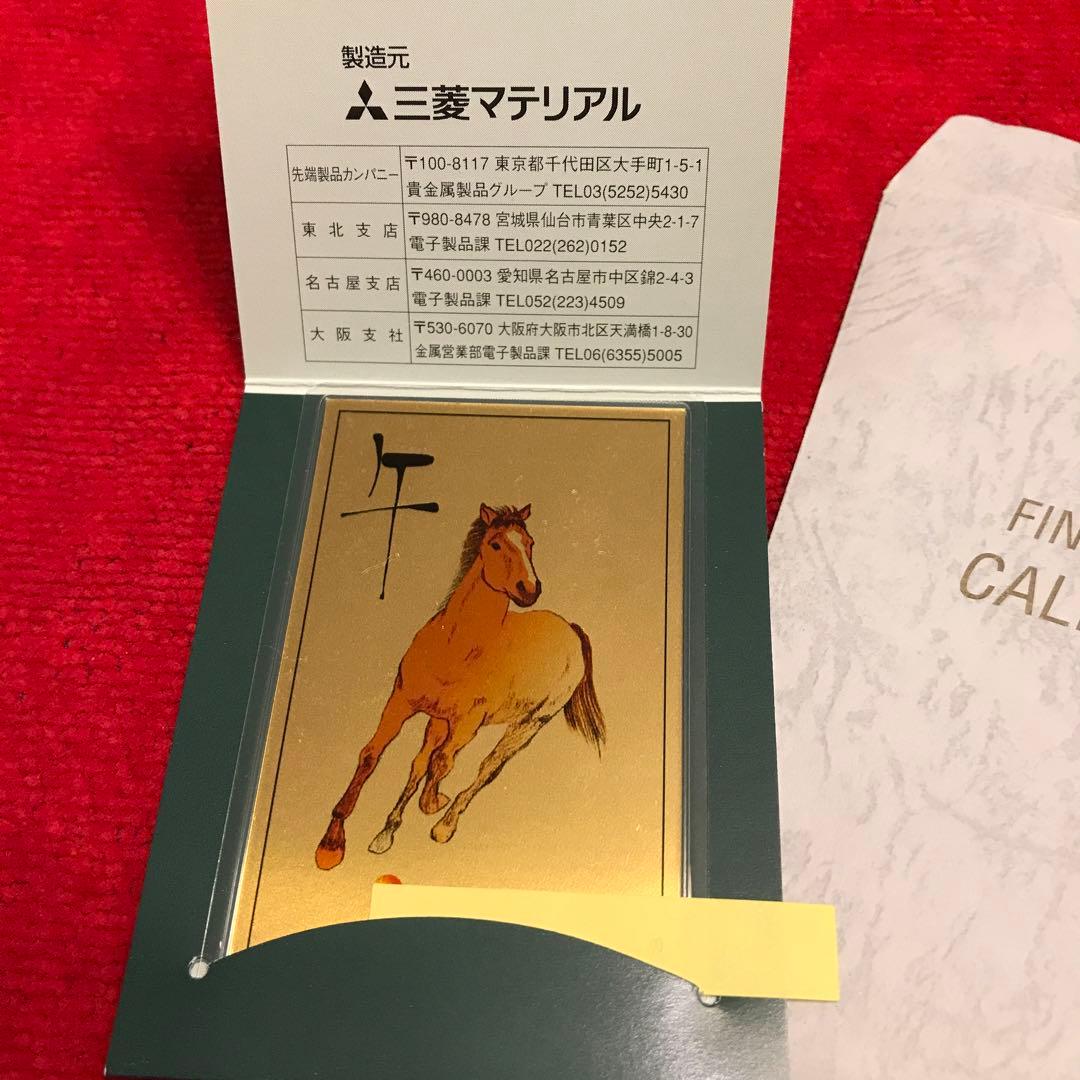 製造元
三菱マテリアル
先端製品カンパニー 〒100-8117 東京都千代田区大手町1-5-1
貴金属製品グループ TEL03(5252)5430
東北支店 〒980-8478 宮城県仙台市青葉区中央2-1-7
電子製品課 TEL022(262)0152
名古屋支店 〒460-0003 愛知県名古屋市中区錦2-4-3
電子製品課 TEL052(223)4509
大阪支社 〒530-6070 大阪府大阪市北区天満橋1-8-30
金属営業部電子製品課 TEL06(6355)5005
午
FIN
CAL